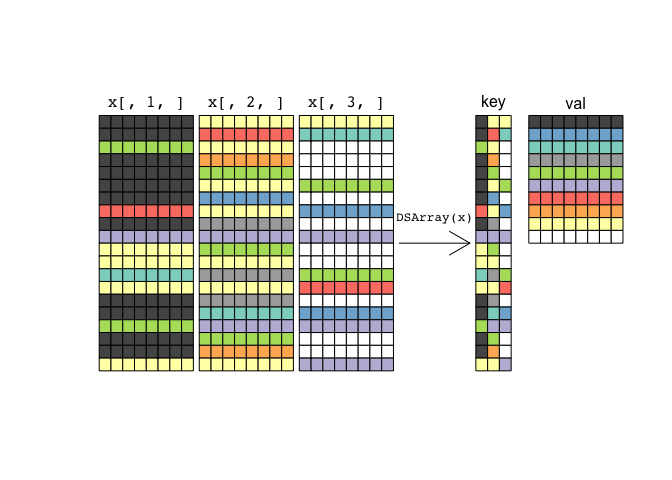 x[, 1, ]
x[, 2, ]
x[, 3, ]
key
val
DSArray(x)